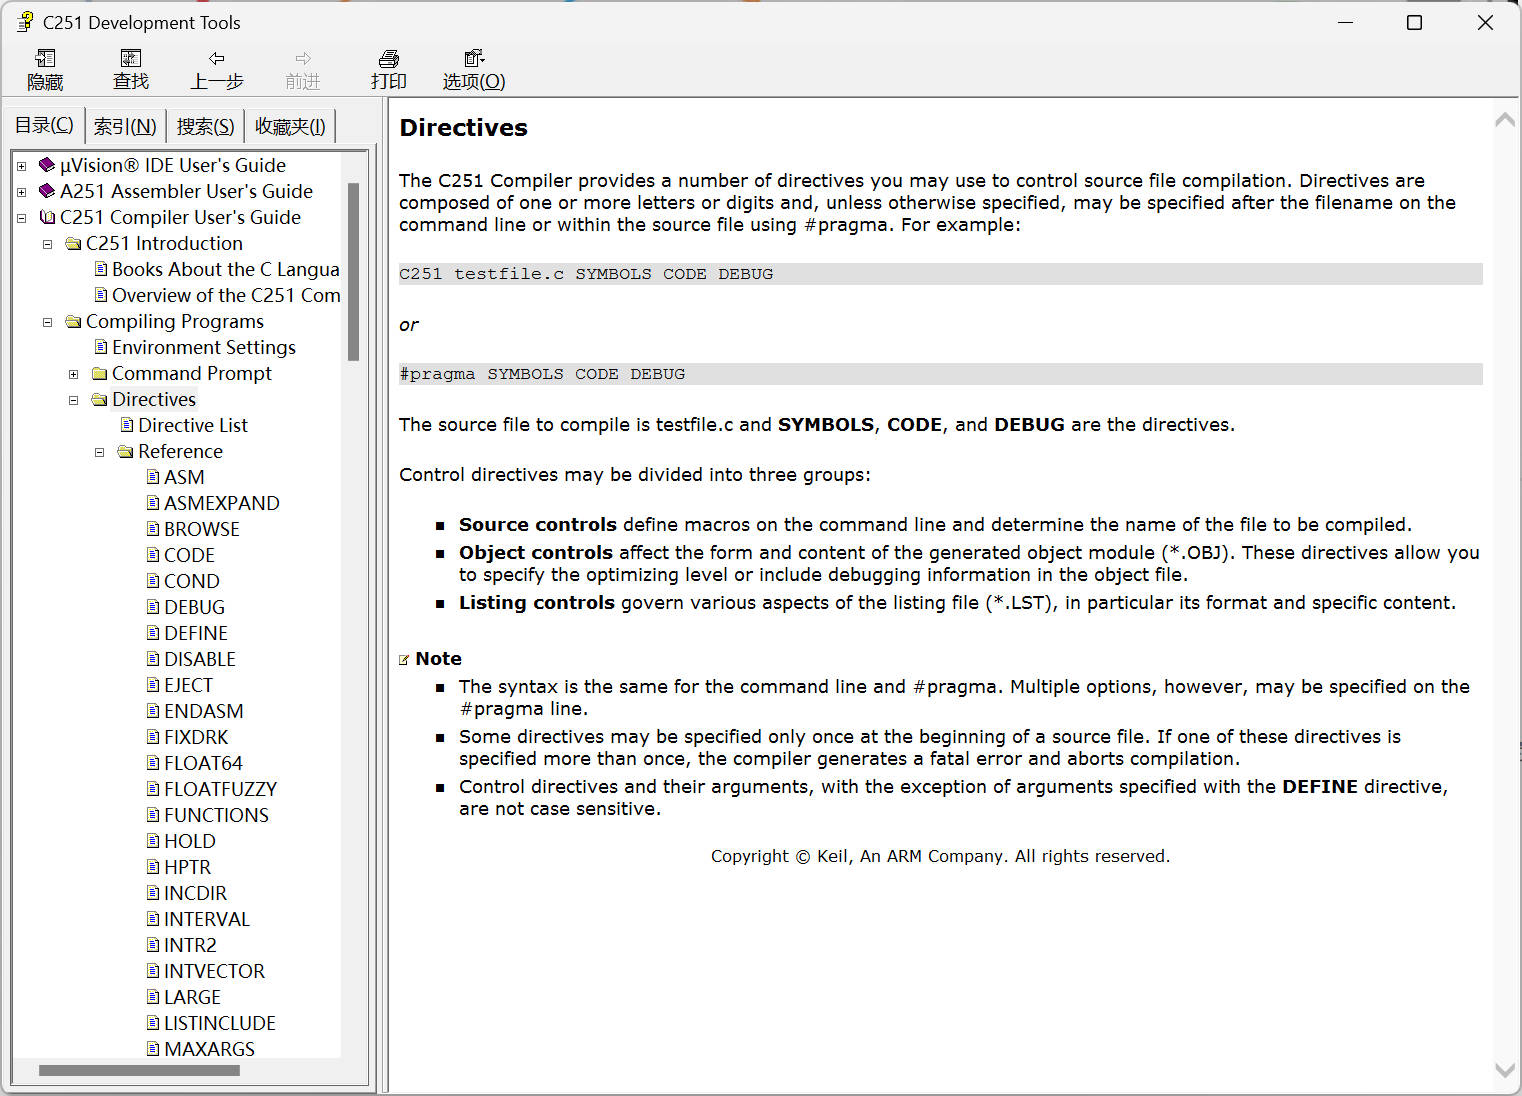 C251 Development Tools
隐藏
查找
上一步
前进
打印
选项(O)
目录(C)
索引(N)
搜索(S)
收藏夹(I)
µVision® IDE User's Guide
A251 Assembler User's Guide
C251 Compiler User's Guide
C251 Introduction
Books About the C Langua
Overview of the C251 Com
Compiling Programs
Environment Settings
Command Prompt
Directives
Directive List
Reference
ASM
ASMEXPAND
BROWSE
CODE
COND
DEBUG
DEFINE
DISABLE
EJECT
ENDASM
FIXDRK
FLOAT64
FLOATFUZZY
FUNCTIONS
HOLD
HPTR
INCDIR
INTERVAL
INTR2
INTVECTOR
LARGE
LISTINCLUDE
MAXARGS
Directives
The C251 Compiler provides a number of directives you may use to control source file compilation. Directives are
composed of one or more letters or digits and, unless otherwise specified, may be specified after the filename on the
command line or within the source file using #pragma. For example:
C251 testfile.c SYMBOLS CODE DEBUG
or
#pragma SYMBOLS CODE DEBUG
The source file to compile is testfile.c and SYMBOLS, CODE, and DEBUG are the directives.
Control directives may be divided into three groups:
Source controls define macros on the command line and determine the name of the file to be compiled.
Object controls affect the form and content of the generated object module (*.OBJ). These directives allow you
to specify the optimizing level or include debugging information in the object file.
Listing controls govern various aspects of the listing file (*.LST), in particular its format and specific content.
Note
The syntax is the same for the command line and #pragma. Multiple options, however, may be specified on the
#pragma line.
Some directives may be specified only once at the beginning of a source file. If one of these directives is
specified more than once, the compiler generates a fatal error and aborts compilation.
Control directives and their arguments, with the exception of arguments specified with the DEFINE directive,
are not case sensitive.
Copyright © Keil, An ARM Company. All rights reserved.